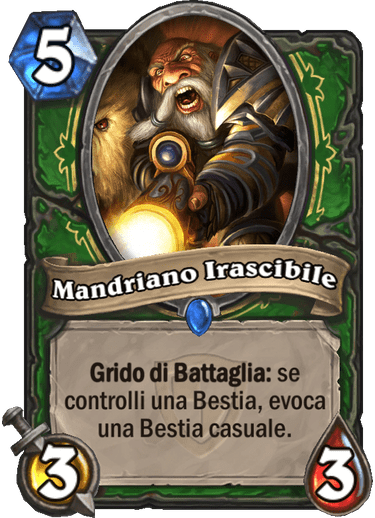 5
Mandriano Irascibile
Grido di Battaglia: se
controlli una Bestia, evoca
una Bestia casuale.
3
3